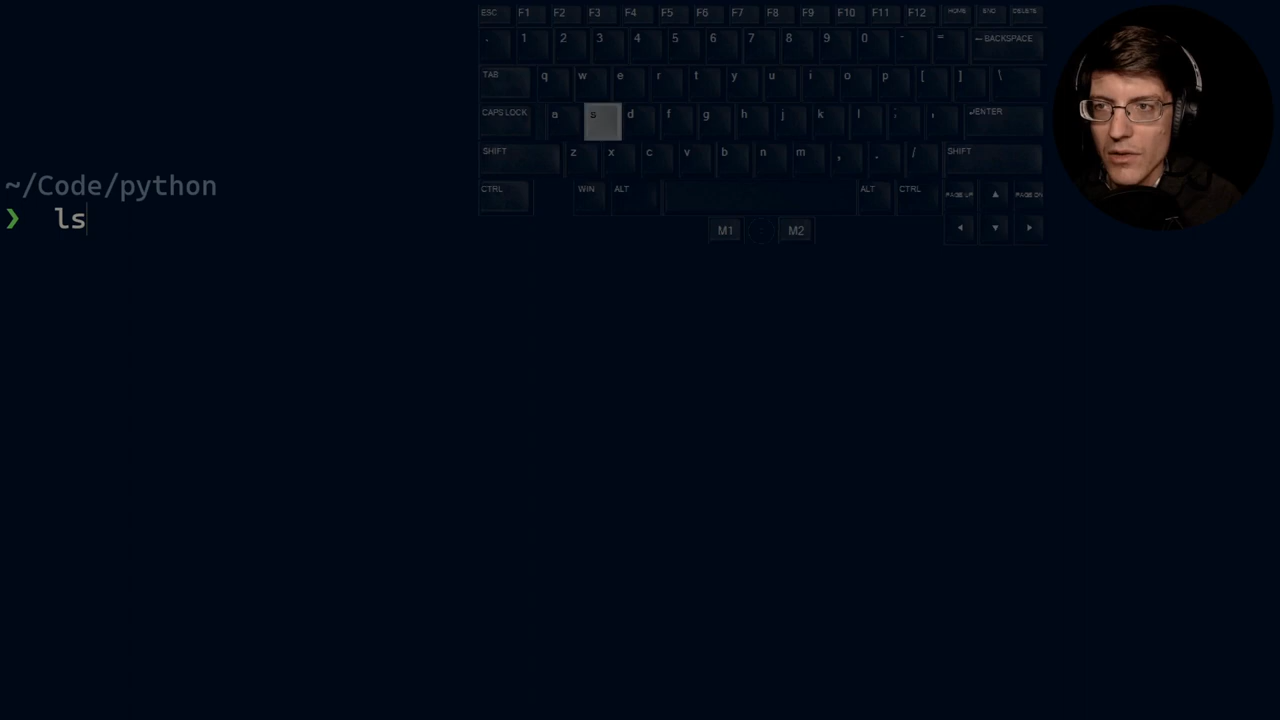 ESC F1 F2 F3 F4 F5 F6 F7 F8 F9 F10 F11 F12 HOME END DELETE
1 2 3 4 5 6 7 8 9 0 - = ←BACKSPACE
TAB q w e r t y u i o p [ ] \
CAPS LOCK a s d f g h j k l ; ' ENTER
SHIFT z x c v b n m , . / SHIFT
CTRL WIN ALT ALT CTRL PAGE UP ▲ PAGE DN
M1 M2 ◄ ▼ ►
~/Code/python
❯ ls